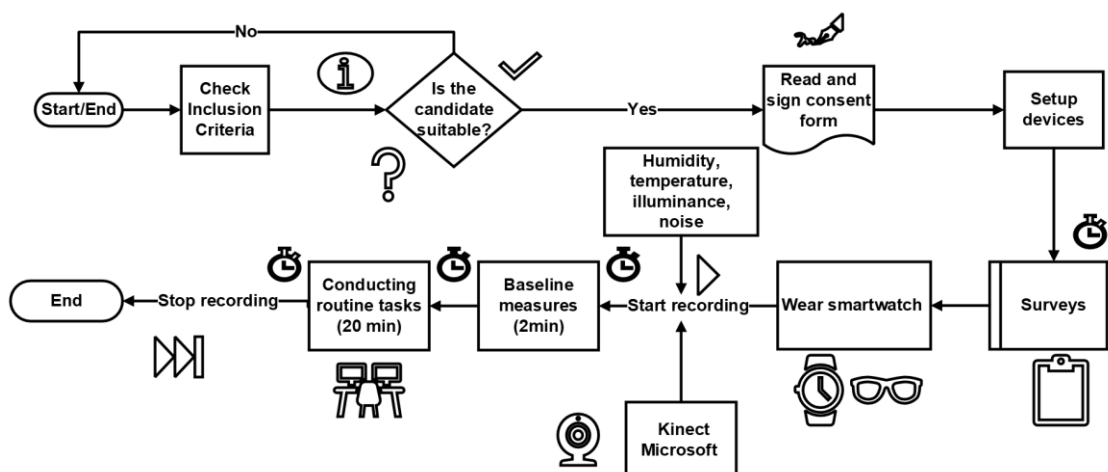 No
Start/End
Check
Inclusion
Criteria
Is the
candidate
suitable?
Yes
Read and
sign consent
form
Setup
devices
Humidity,
temperature,
illuminance,
noise
End
Stop recording
Conducting
routine tasks
(20 min)
Baseline
measures
(2min)
Start recording
Wear smartwatch
Surveys
Kinect
Microsoft